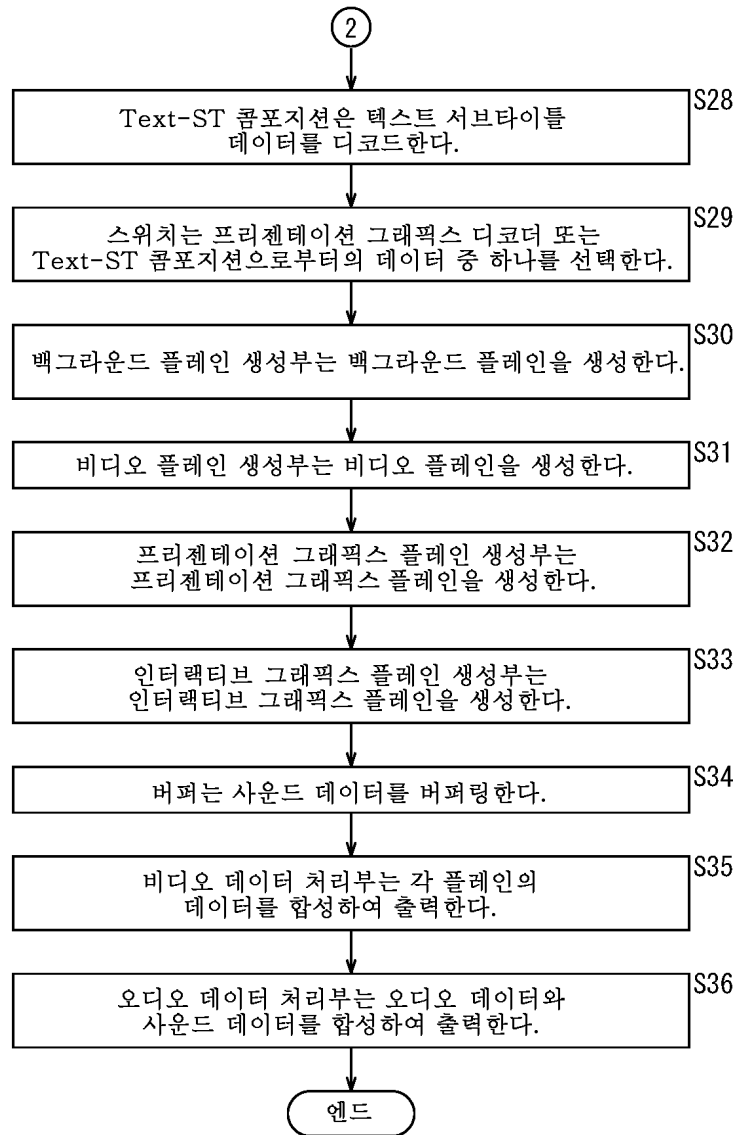 2
S28
Text-ST 콤포지션은 텍스트 서브타이틀
데이터를 디코드한다.
S29
스위치는 프리젠테이션 그래픽스 디코더 또는
Text-ST 콤포지션으로부터의 데이터 중 하나를 선택한다.
S30
백그라운드 플레인 생성부는 백그라운드 플레인을 생성한다.
S31
비디오 플레인 생성부는 비디오 플레인을 생성한다.
S32
프리젠테이션 그래픽스 플레인 생성부는
프리젠테이션 그래픽스 플레인을 생성한다.
S33
인터랙티브 그래픽스 플레인 생성부는
인터랙티브 그래픽스 플레인을 생성한다.
S34
버퍼는 사운드 데이터를 버퍼링한다.
S35
비디오 데이터 처리부는 각 플레인의
데이터를 합성하여 출력한다.
S36
오디오 데이터 처리부는 오디오 데이터와
사운드 데이터를 합성하여 출력한다.
엔드